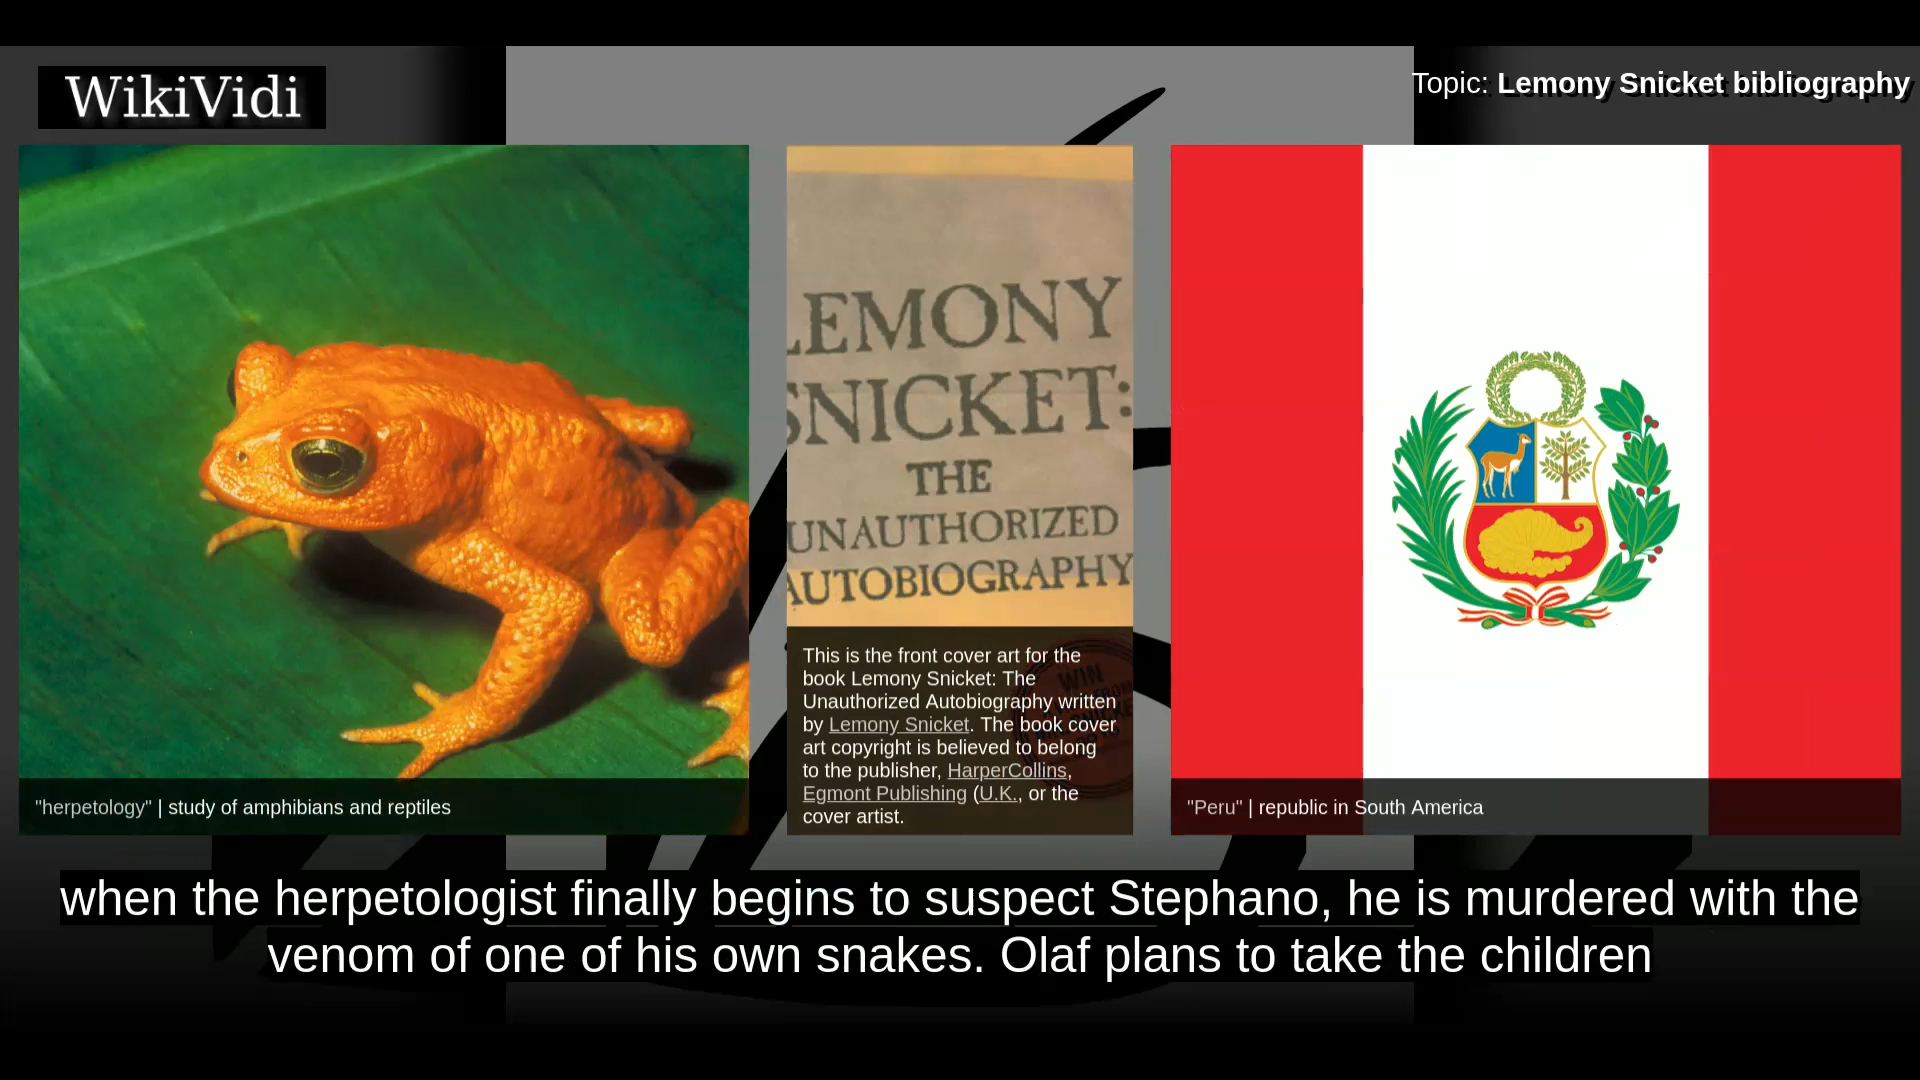 WikiVidi
Topic: Lemony Snicket bibliography
LEMONY
SNICKET:
THE
UNAUTHORIZED
AUTOBIOGRAPHY
This is the front cover art for the
book Lemony Snicket: The
Unauthorized Autobiography written
by Lemony Snicket. The book cover
art copyright is believed to belong
to the publisher, HarperCollins,
Egmont Publishing (U.K., or the
cover artist.
"herpetology" | study of amphibians and reptiles
"Peru" | republic in South America
when the herpetologist finally begins to suspect Stephano, he is murdered with the
venom of one of his own snakes. Olaf plans to take the children